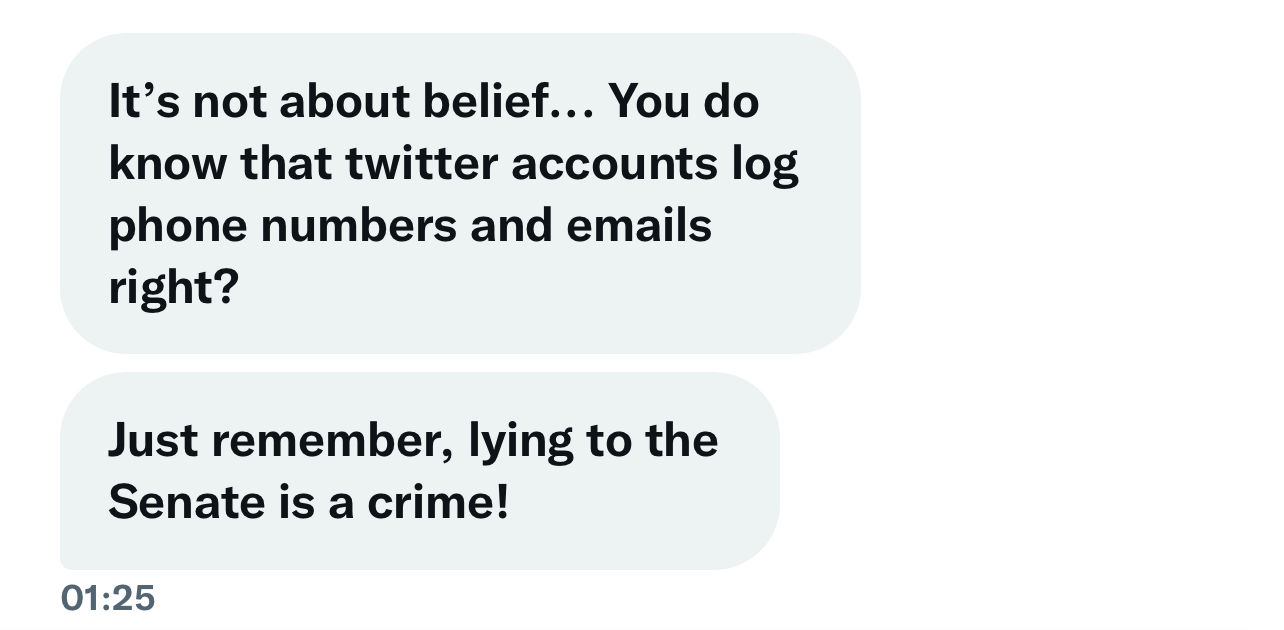 It’s not about belief… You do
know that twitter accounts log
phone numbers and emails
right?
Just remember, lying to the
Senate is a crime!
01:25